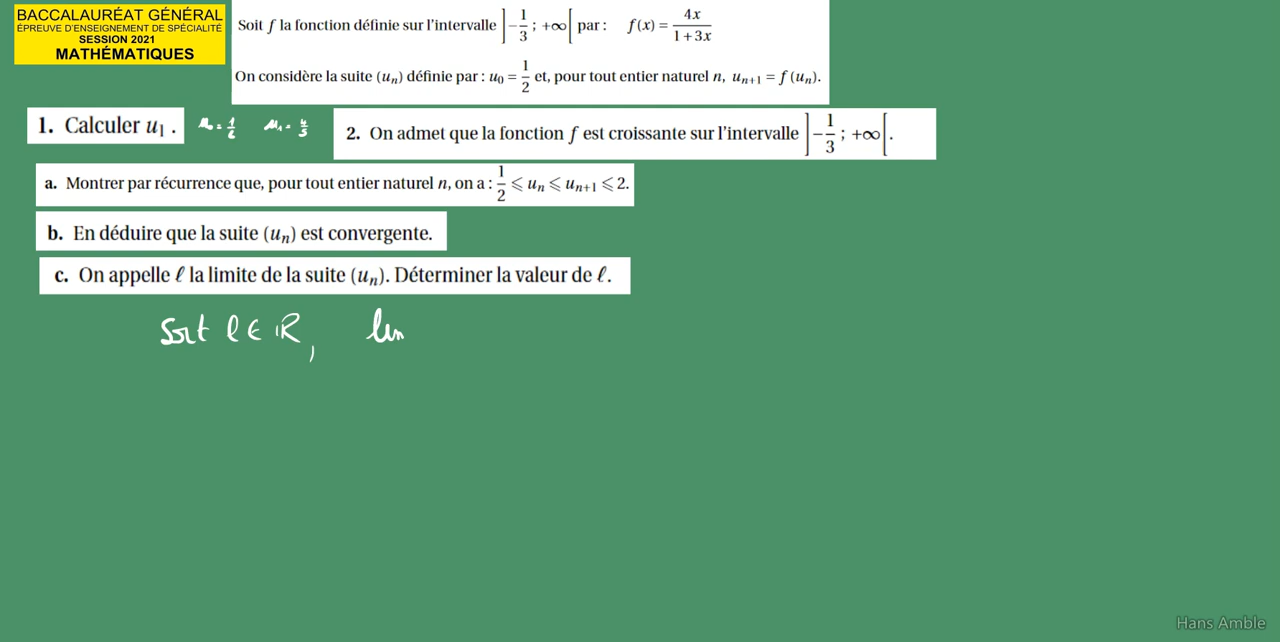 BACCALAURÉAT GÉNÉRAL
ÉPREUVE D'ENSEIGNEMENT DE SPÉCIALITÉ
SESSION 2021
MATHÉMATIQUES
Soit f la fonction définie sur l'intervalle ]−1/3 ; +∞[ par : f(x) = 4x/(1+3x)
On considère la suite (uₙ) définie par : u₀ = 1/2 et, pour tout entier naturel n, uₙ₊₁ = f(uₙ).
1. Calculer u₁ .
u₀ = 1/2 u₁ = 4/5
2. On admet que la fonction f est croissante sur l'intervalle ]−1/3 ; +∞[.
a. Montrer par récurrence que, pour tout entier naturel n, on a : 1/2 ⩽ uₙ ⩽ uₙ₊₁ ⩽ 2.
b. En déduire que la suite (uₙ) est convergente.
c. On appelle ℓ la limite de la suite (uₙ). Déterminer la valeur de ℓ.
Soit ℓ ∈ ℝ, lim
Hans Amble